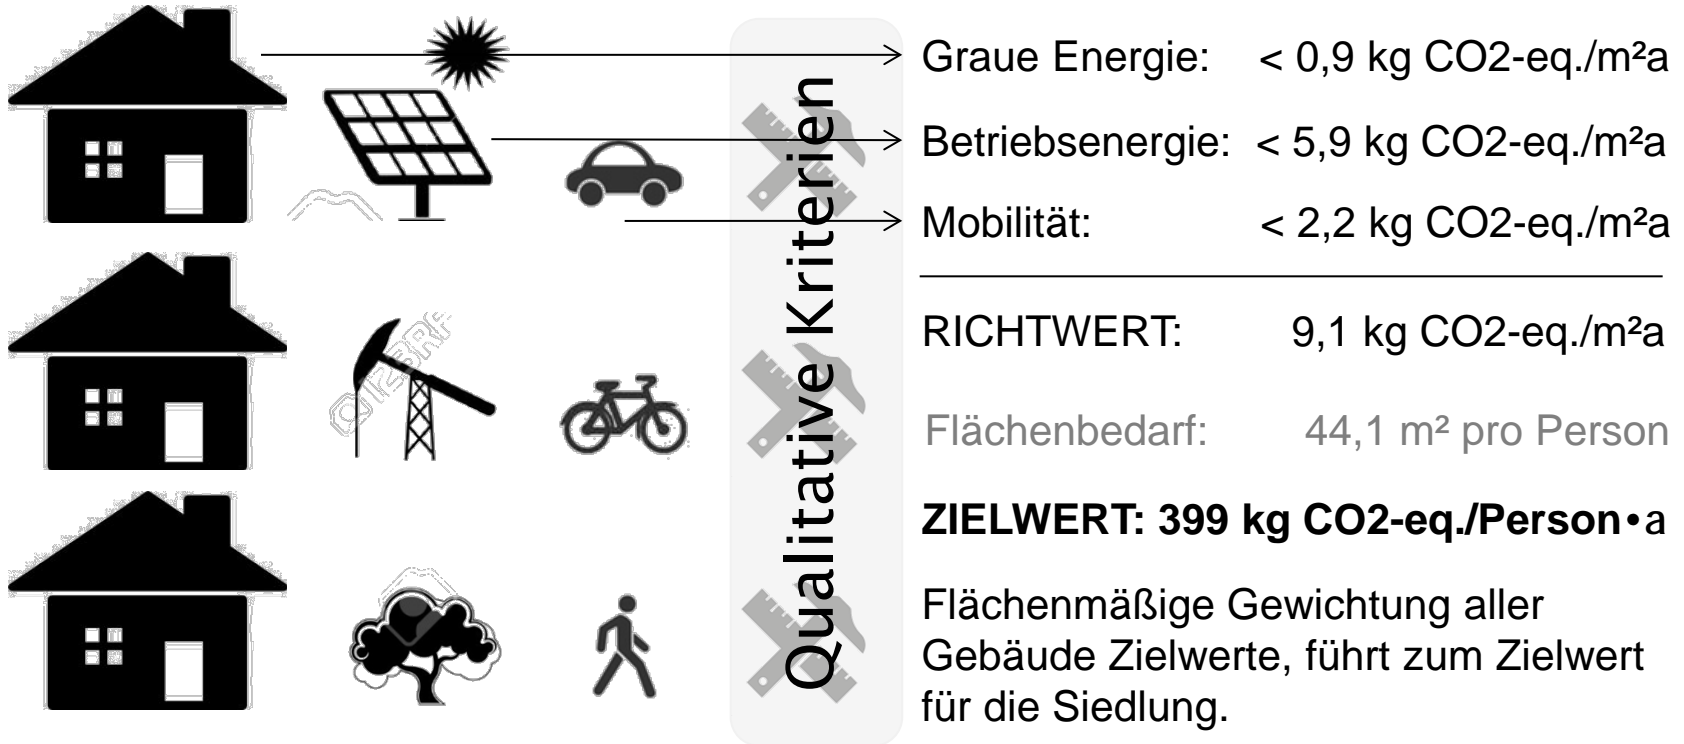 Qualitative Kriterien
Graue Energie: < 0,9 kg CO2-eq./m²a
Betriebsenergie: < 5,9 kg CO2-eq./m²a
Mobilität: < 2,2 kg CO2-eq./m²a
RICHTWERT: 9,1 kg CO2-eq./m²a
Flächenbedarf: 44,1 m² pro Person
ZIELWERT: 399 kg CO2-eq./Person•a
Flächenmäßige Gewichtung aller
Gebäude Zielwerte, führt zum Zielwert
für die Siedlung.
123RF